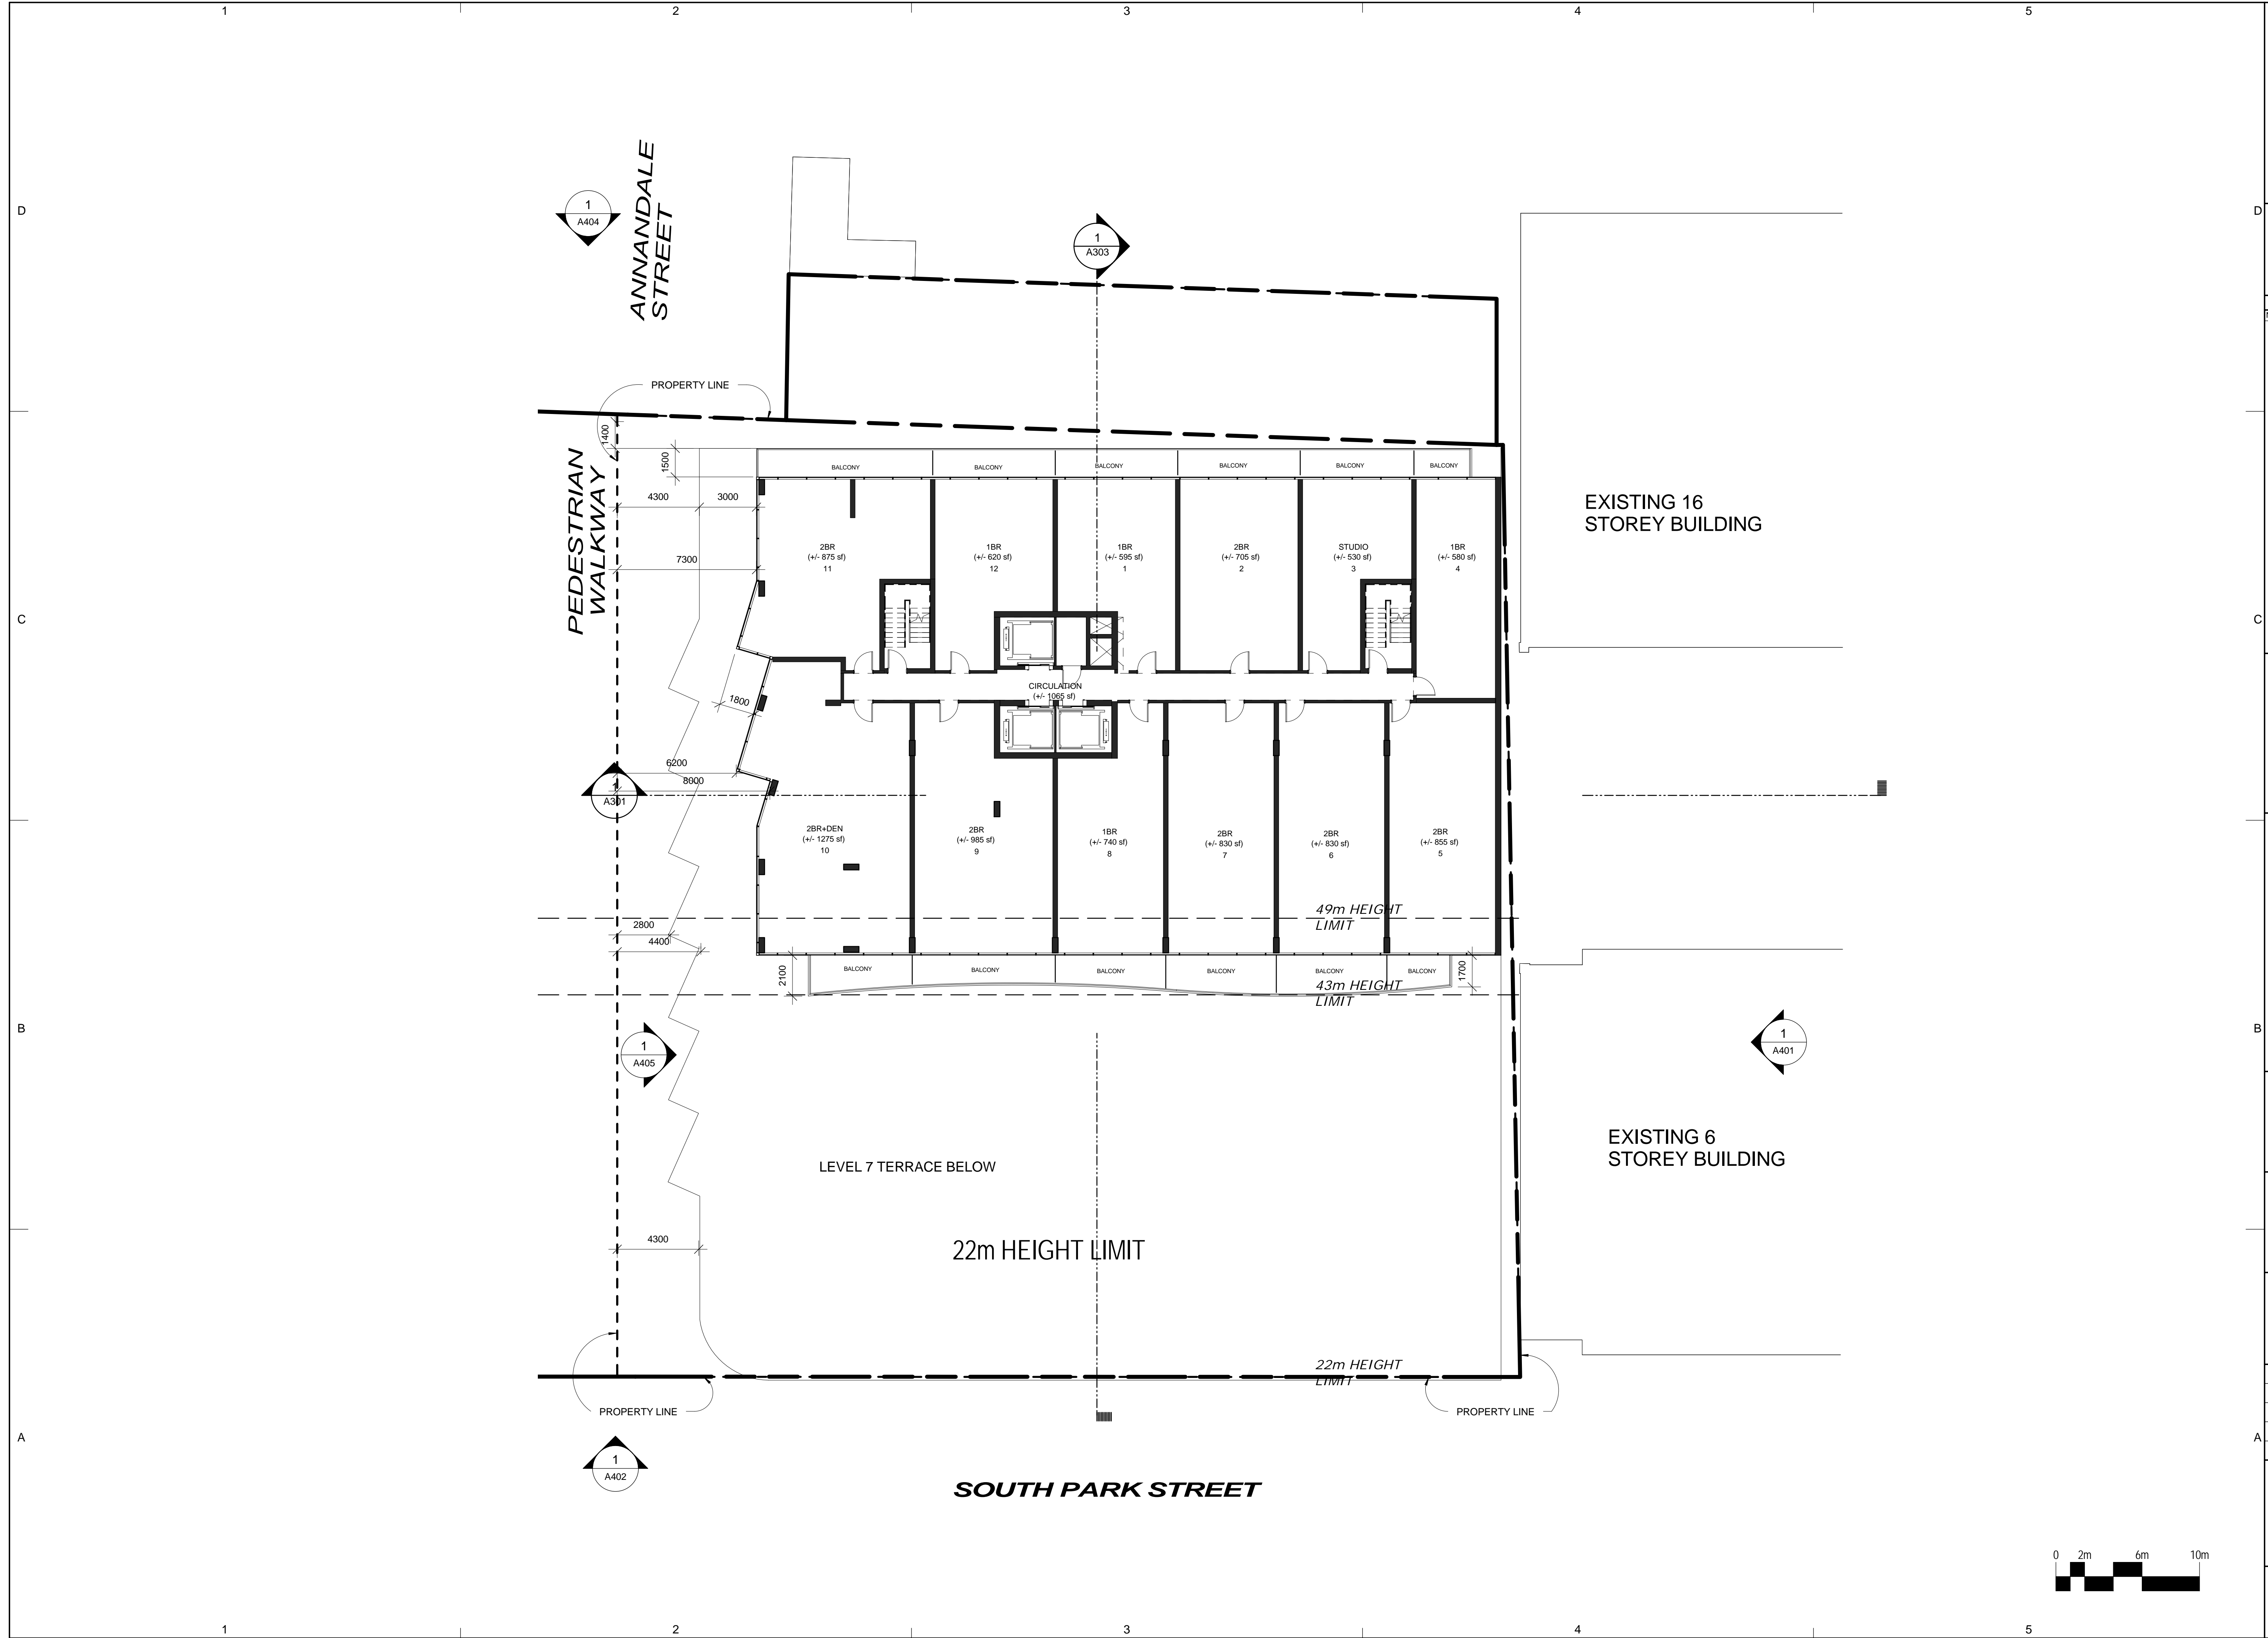 1 2 3 4 5
D D
1
A404
ANNANDALE
STREET
1
A303
PROPERTY LINE
1400
1500
PEDESTRIAN
WALKWAY
4300 3000
7300
BALCONY BALCONY BALCONY BALCONY BALCONY BALCONY
EXISTING 16
STOREY BUILDING
2BR
(+/- 875 sf)
11
1BR
(+/- 620 sf)
12
1BR
(+/- 595 sf)
1
2BR
(+/- 705 sf)
2
STUDIO
(+/- 530 sf)
3
1BR
(+/- 580 sf)
4
C C
CIRCULATION
(+/- 1065 sf)
1800
6200
8000
1
A301
2BR+DEN
(+/- 1275 sf)
10
2BR
(+/- 985 sf)
9
1BR
(+/- 740 sf)
8
2BR
(+/- 830 sf)
7
2BR
(+/- 830 sf)
6
2BR
(+/- 855 sf)
5
49m HEIGHT
LIMIT
2800
4400
2100
BALCONY BALCONY BALCONY BALCONY BALCONY BALCONY
1700
43m HEIGHT
LIMIT
B B
1
A405
1
A401
EXISTING 6
STOREY BUILDING
LEVEL 7 TERRACE BELOW
4300
22m HEIGHT LIMIT
22m HEIGHT
LIMIT
PROPERTY LINE
PROPERTY LINE
A A
1
A402
SOUTH PARK STREET
0 2m 6m 10m
1 2 3 4 5